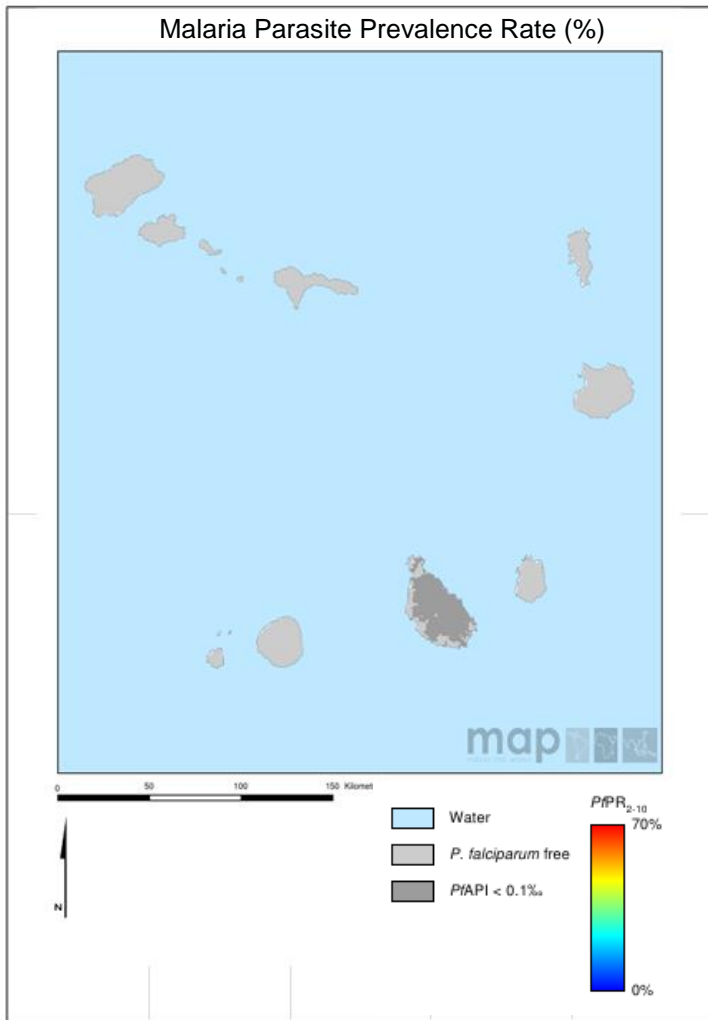 Malaria Parasite Prevalence Rate (%)
map
0 50 100 150 Kilomet
N
Water
P. falciparum free
PfAPI < 0.1‰
PfPR2-10
70%
0%